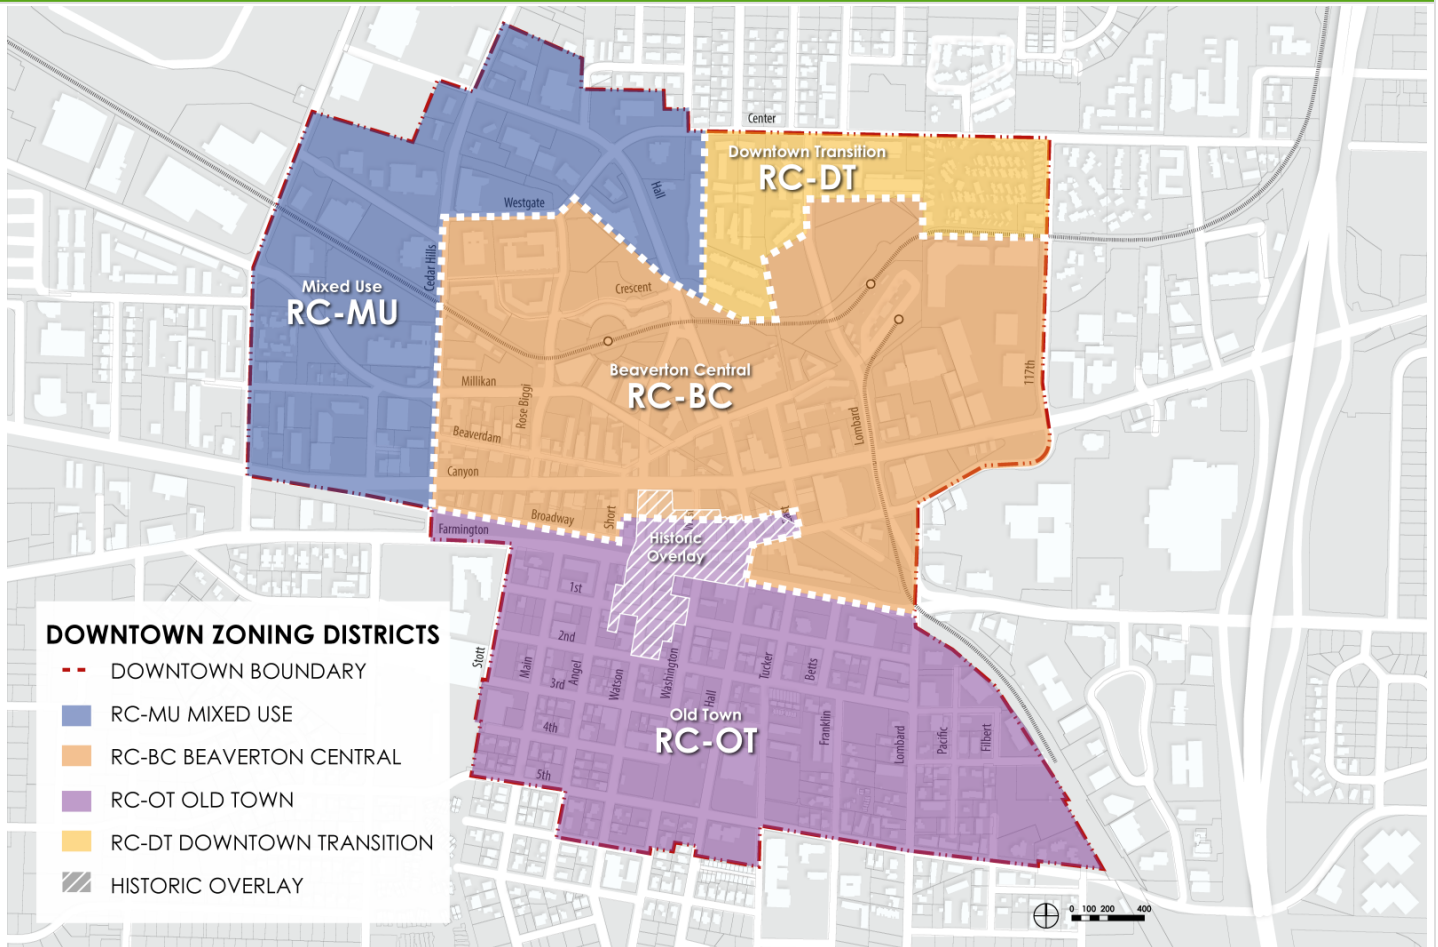 Center
Downtown Transition
RC-DT
Hall
Westgate
Cedar Hills
Mixed Use
RC-MU
Crescent
Beaverton Central
RC-BC
117th
Millikan
Rose Biggi
Lombard
Beaverdam
Canyon
Broadway
Short
Farmington
Historic
Overlay
1st
2nd
Stott
Main
3rd
Angel
Watson
Washington
Hall
Tucker
Betts
Old Town
RC-OT
4th
Franklin
Lombard
Pacific
Filbert
5th
DOWNTOWN ZONING DISTRICTS
DOWNTOWN BOUNDARY
RC-MU MIXED USE
RC-BC BEAVERTON CENTRAL
RC-OT OLD TOWN
RC-DT DOWNTOWN TRANSITION
HISTORIC OVERLAY
0 100 200 400